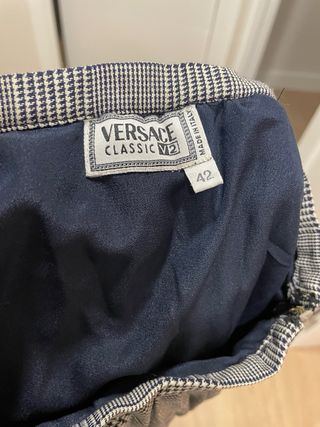 VERSACE
CLASSIC V2
MADE IN ITALY
42